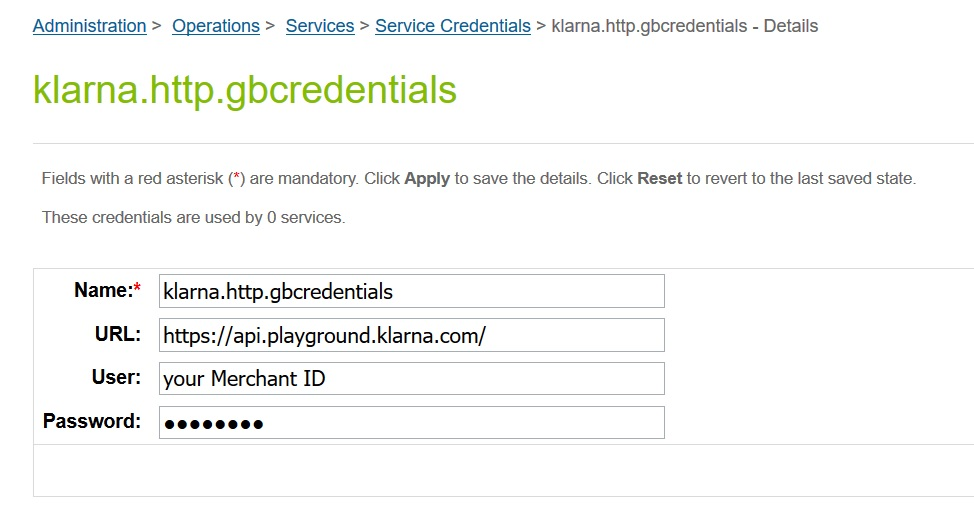 Administration > Operations > Services > Service Credentials > klarna.http.gbcredentials - Details
klarna.http.gbcredentials
Fields with a red asterisk (*) are mandatory. Click Apply to save the details. Click Reset to revert to the last saved state.
These credentials are used by 0 services.
Name:* klarna.http.gbcredentials
URL: https://api.playground.klarna.com/
User: your Merchant ID
Password: ●●●●●●●●